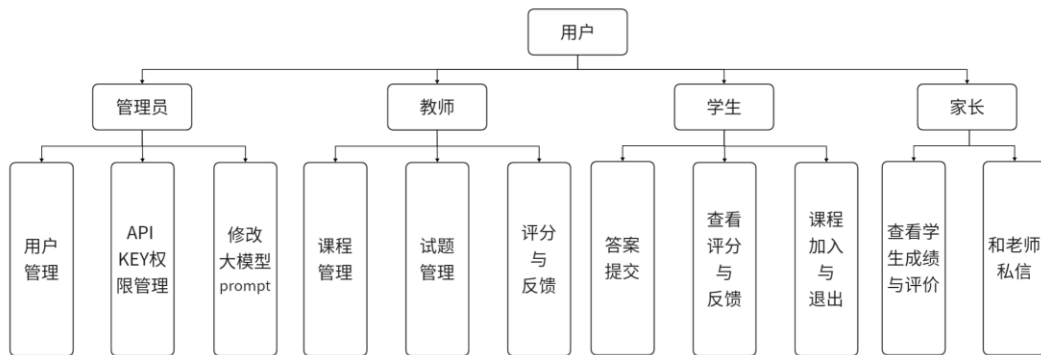 用户
管理员
教师
学生
家长
用户
管理
API
KEY权
限管理
修改
大模型
prompt
课程
管理
试题
管理
评分
与
反馈
答案
提交
查看
评分
与
反馈
课程
加入
与
退出
查看学
生成绩
与评价
和老师
私信